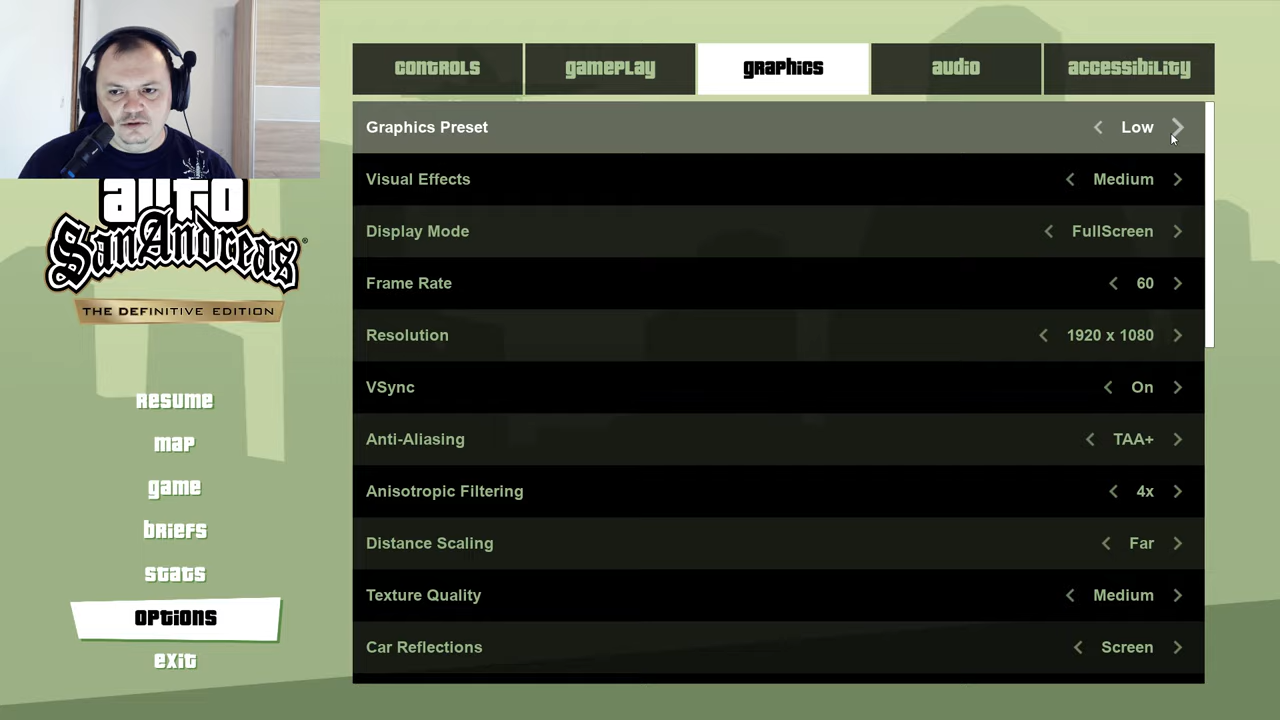 CONTROLS
GAMEPLAY
GRAPHICS
AUDIO
ACCESSIBILITY
Graphics Preset
Low
Visual Effects
Medium
Display Mode
FullScreen
Frame Rate
60
Resolution
1920 x 1080
VSync
On
Anti-Aliasing
TAA+
Anisotropic Filtering
4x
Distance Scaling
Far
Texture Quality
Medium
Car Reflections
Screen
auto
San Andreas
THE DEFINITIVE EDITION
RESUME
MAP
GAME
BRIEFS
STATS
OPTIONS
EXIT